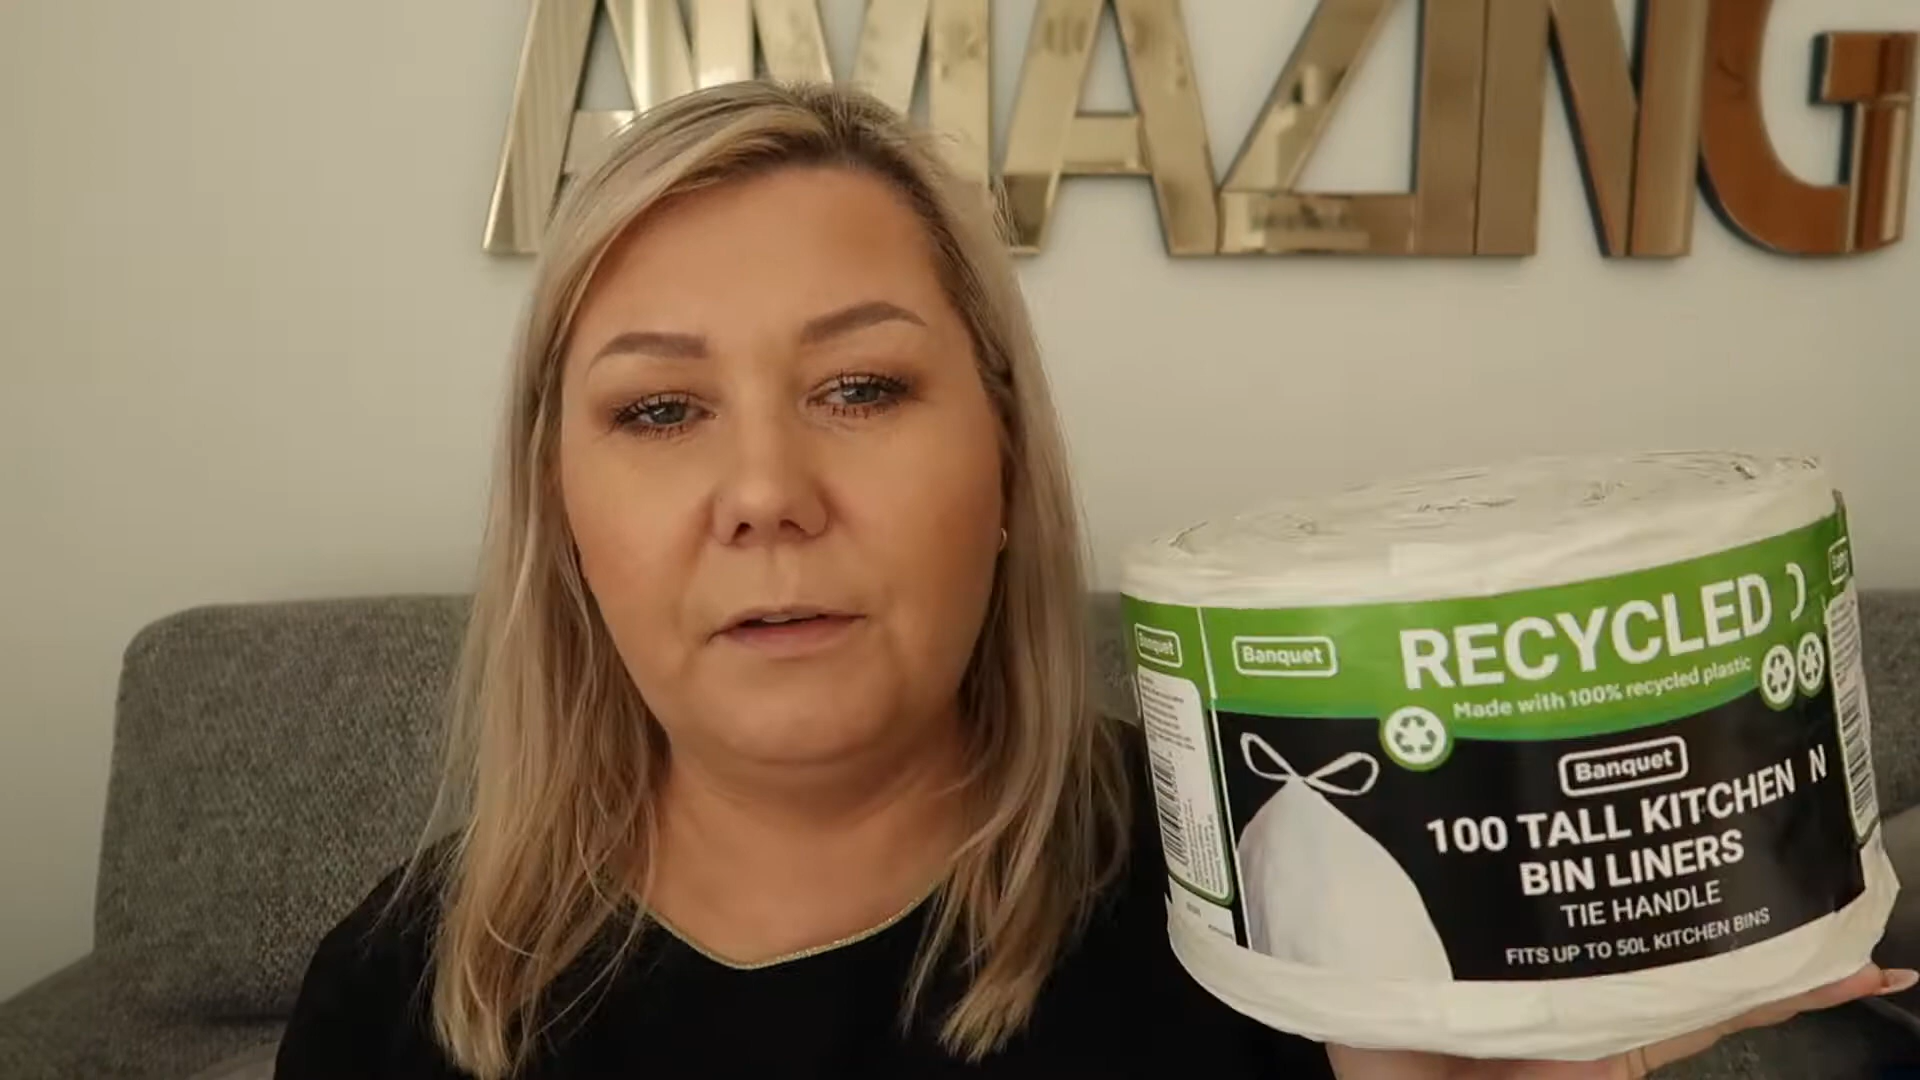 AMAZING
Banquet
Banquet
RECYCLED
Made with 100% recycled plastic
Banquet
100 TALL KITCHEN N
BIN LINERS
TIE HANDLE
FITS UP TO 50L KITCHEN BINS